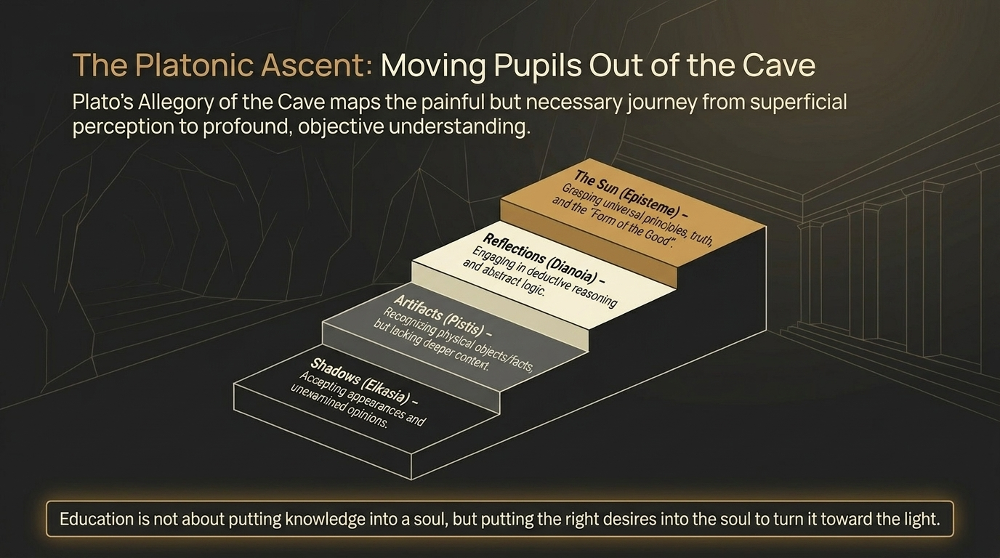 The Platonic Ascent: Moving Pupils Out of the Cave
Plato's Allegory of the Cave maps the painful but necessary journey from superficial
perception to profound, objective understanding.
The Sun (Episteme) –
Grasping universal principles, truth,
and the "Form of the Good".
Reflections (Dianoia) –
Engaging in deductive reasoning
and abstract logic.
Artifacts (Pistis) –
Recognizing physical objects/facts,
but lacking deeper context.
Shadows (Eikasia) –
Accepting appearances and
unexamined opinions.
Education is not about putting knowledge into a soul, but putting the right desires into the soul to turn it toward the light.